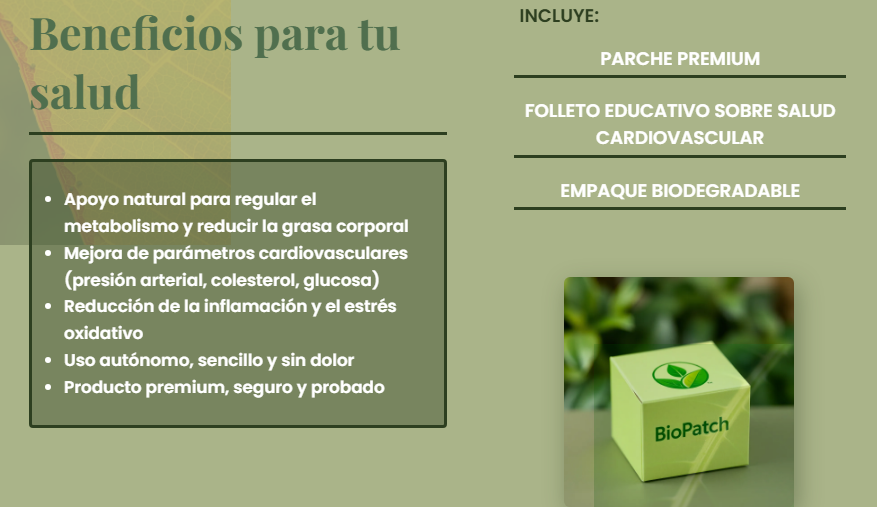 Beneficios para tu
salud
• Apoyo natural para regular el
metabolismo y reducir la grasa corporal
• Mejora de parámetros cardiovasculares
(presión arterial, colesterol, glucosa)
• Reducción de la inflamación y el estrés
oxidativo
• Uso autónomo, sencillo y sin dolor
• Producto premium, seguro y probado
INCLUYE:
PARCHE PREMIUM
FOLLETO EDUCATIVO SOBRE SALUD
CARDIOVASCULAR
EMPAQUE BIODEGRADABLE
BioPatch